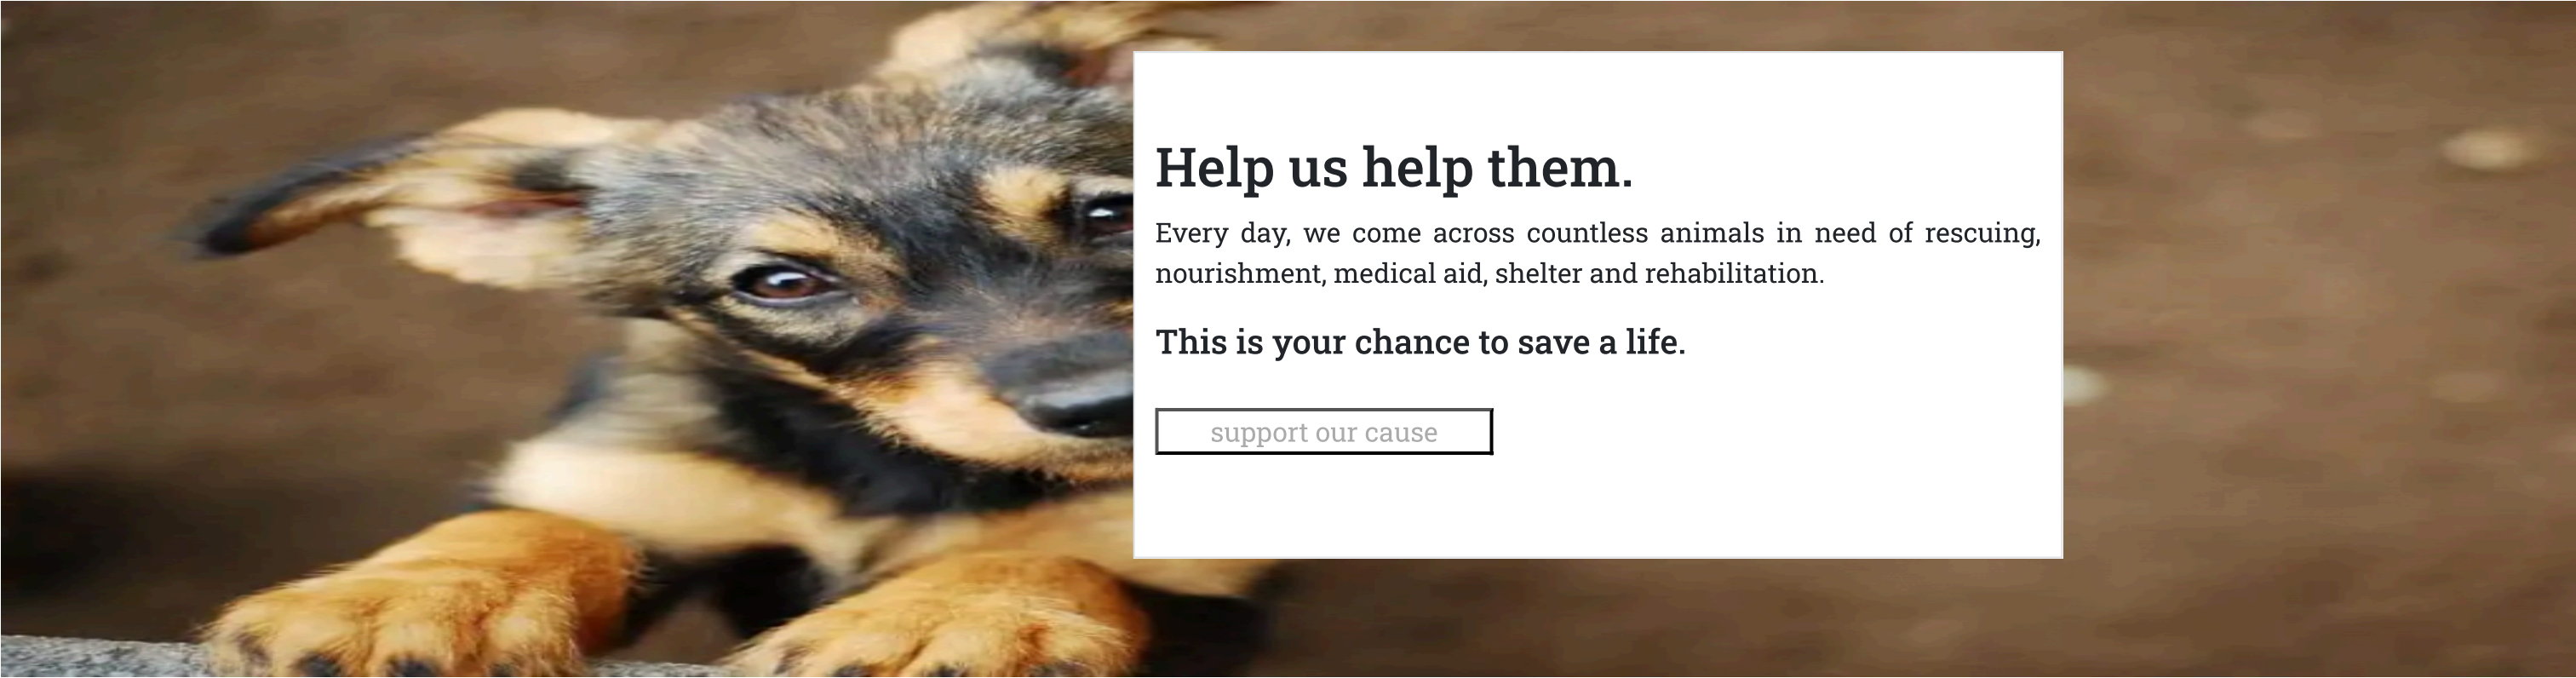 Help us help them.
Every day, we come across countless animals in need of rescuing,
nourishment, medical aid, shelter and rehabilitation.
This is your chance to save a life.
support our cause